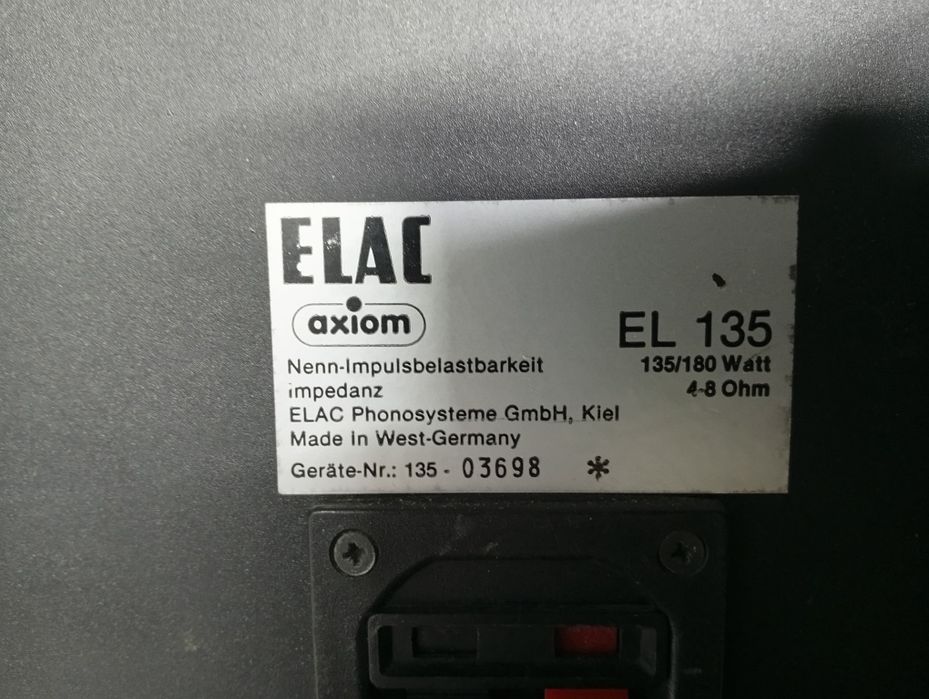 ELAC
axiom
EL 135
Nenn-Impulsbelastbarkeit 135/180 Watt
impedanz 4-8 Ohm
ELAC Phonosysteme GmbH, Kiel
Made in West-Germany
Geräte-Nr.: 135 - 03698 *